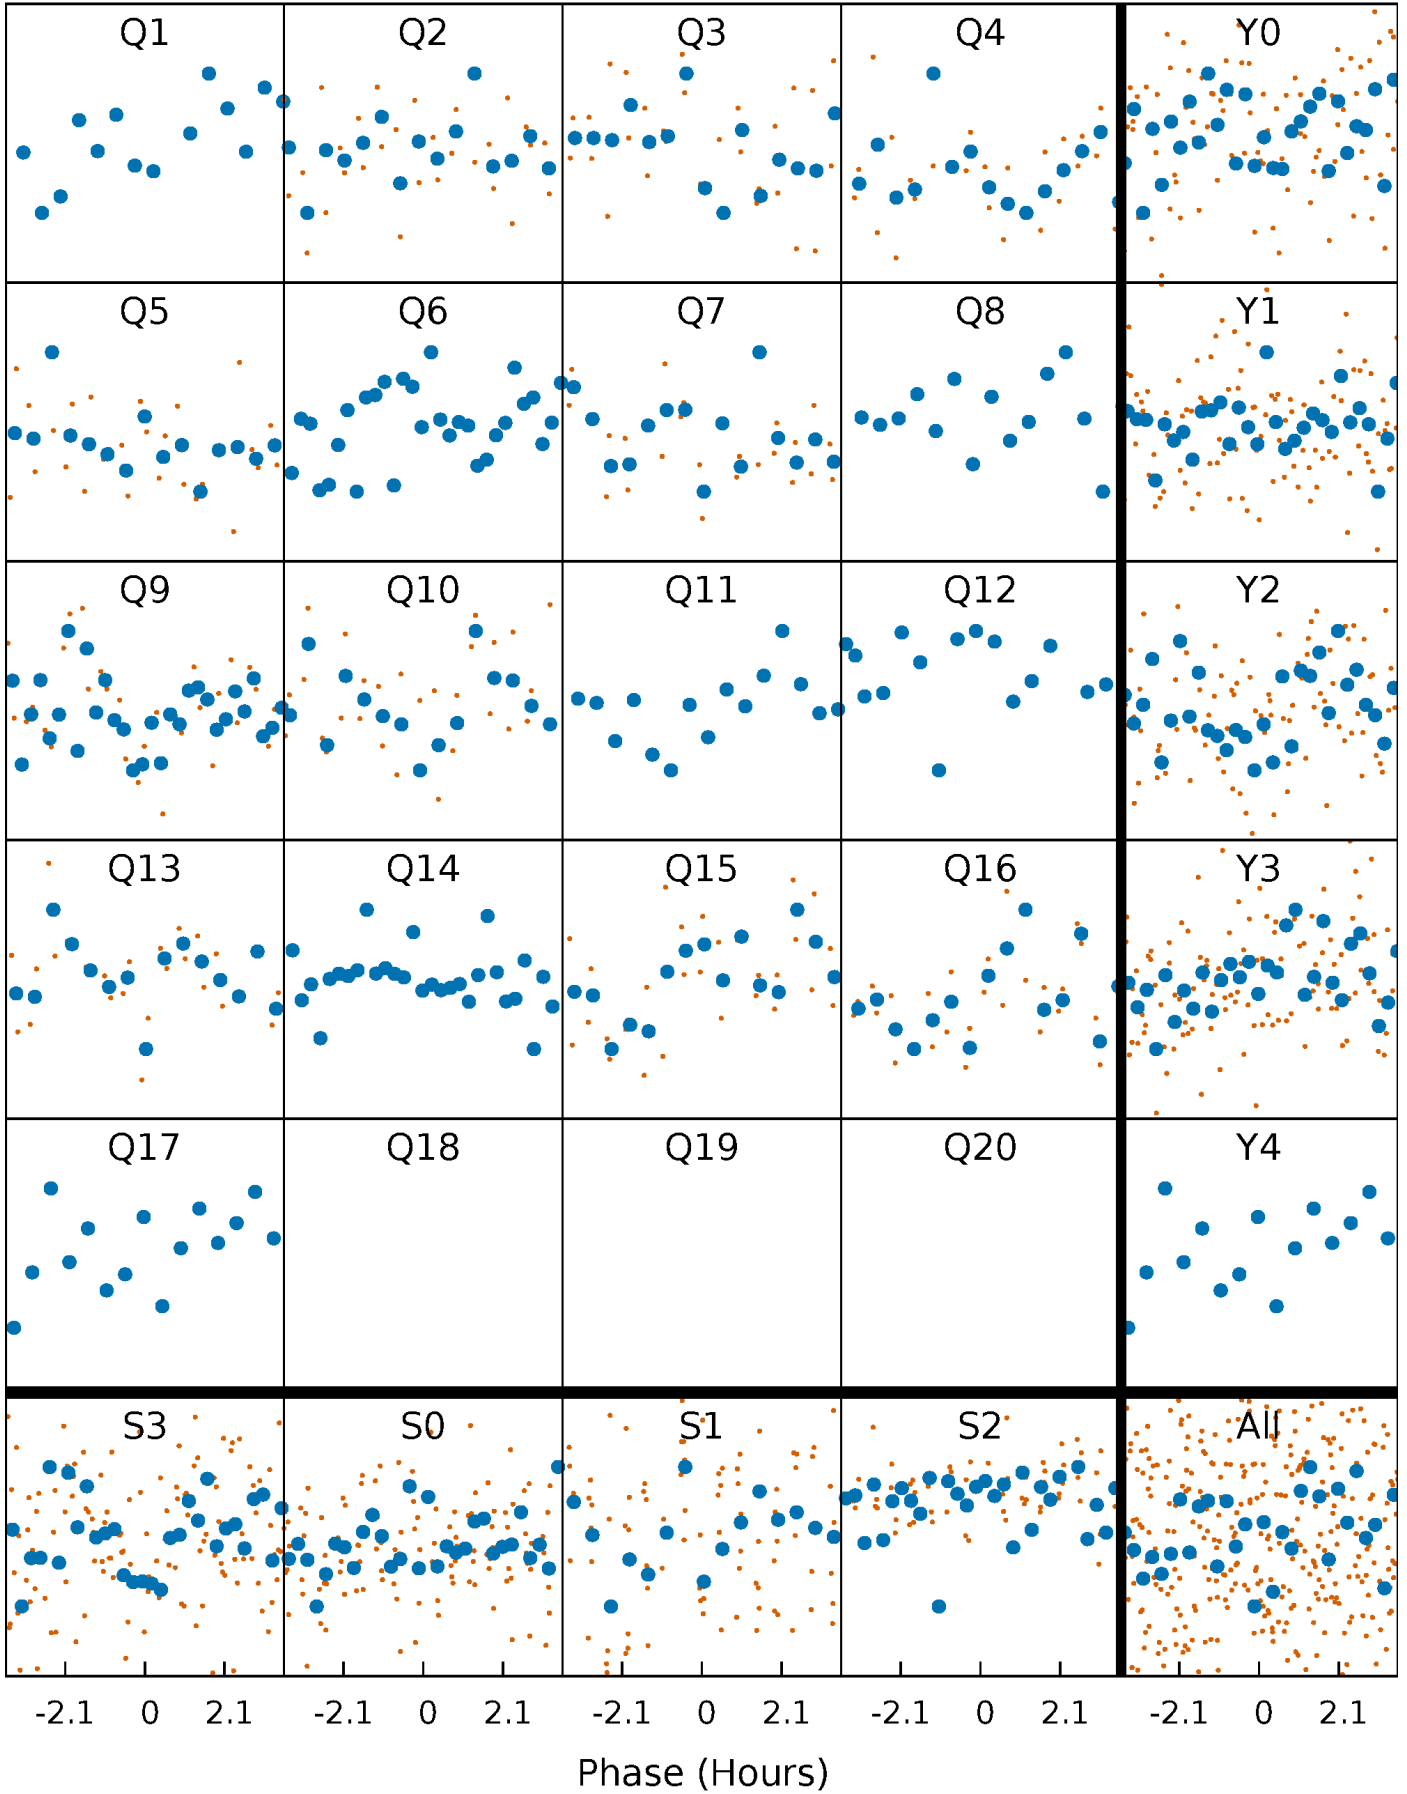 Q1 Q2 Q3 Q4 Y0
Q5 Q6 Q7 Q8 Y1
Q9 Q10 Q11 Q12 Y2
Q13 Q14 Q15 Q16 Y3
Q17 Q18 Q19 Q20 Y4
S3 S0 S1 S2 All
-2.1 0 2.1 -2.1 0 2.1 -2.1 0 2.1 -2.1 0 2.1 -2.1 0 2.1
Phase (Hours)